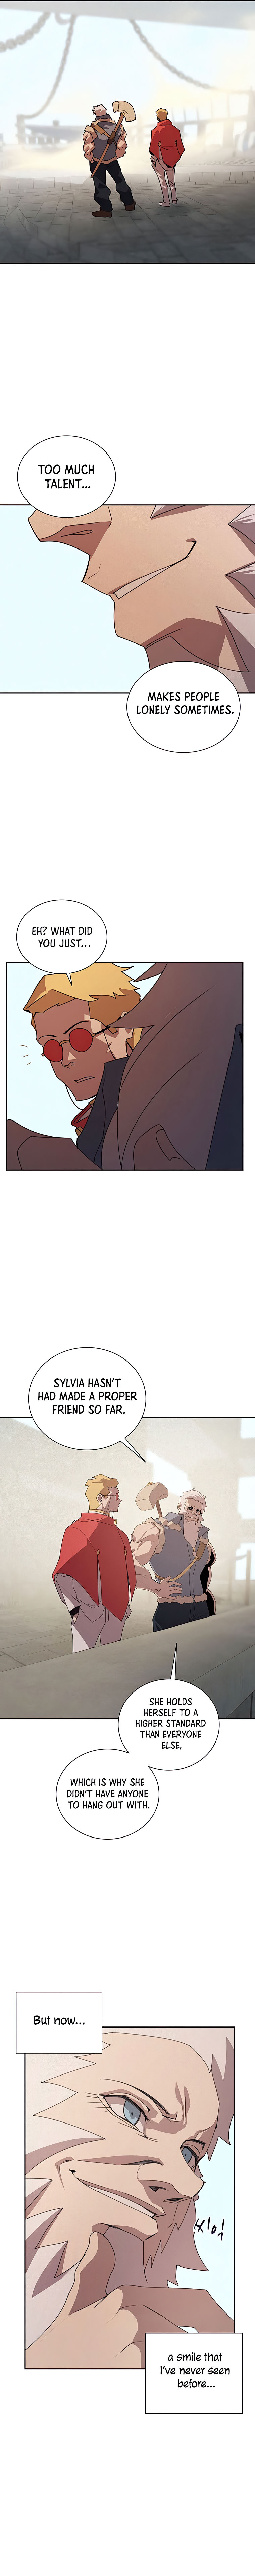 TOO MUCH
TALENT...
MAKES PEOPLE
LONELY SOMETIMES.
EH? WHAT DID
YOU JUST...
SYLVIA HASN'T
HAD MADE A PROPER
FRIEND SO FAR.
SHE HOLDS
HERSELF TO A
HIGHER STANDARD
THAN EVERYONE
ELSE,
WHICH IS WHY SHE
DIDN'T HAVE ANYONE
TO HANG OUT WITH.
But now...
a smile that
I've never seen
before...